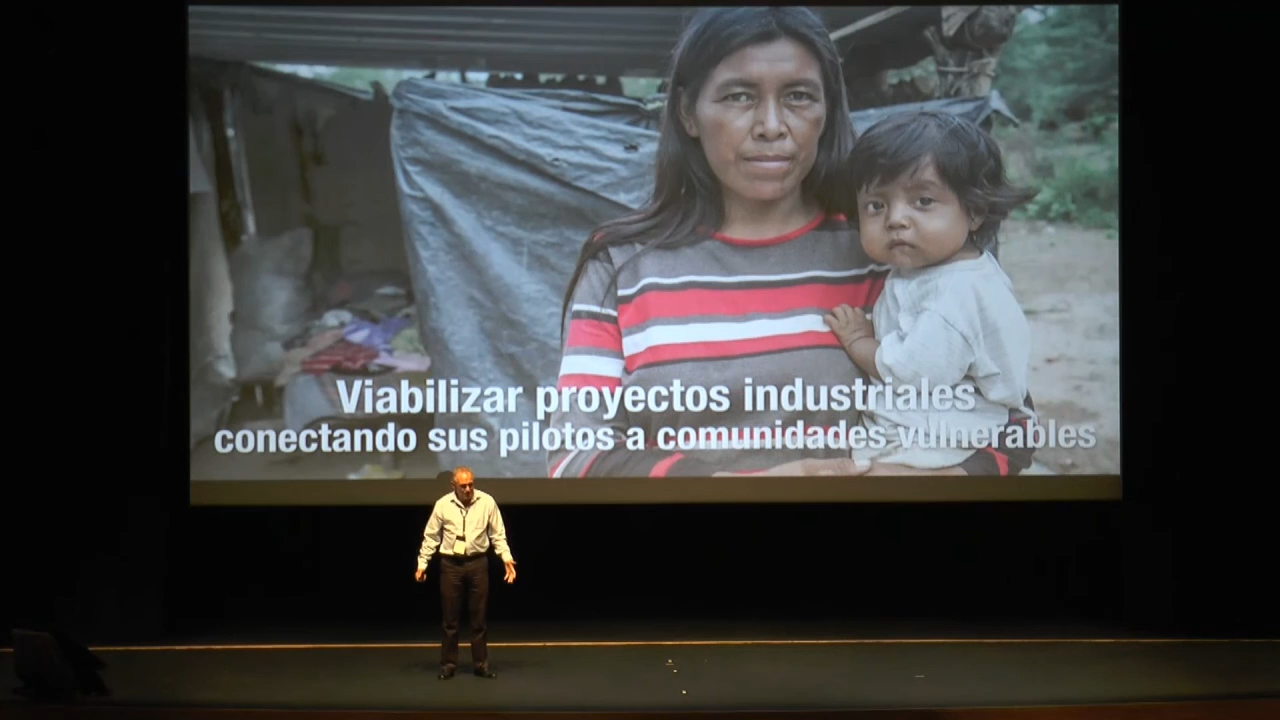 Viabilizar proyectos industriales
conectando sus pilotos a comunidades vulnerables